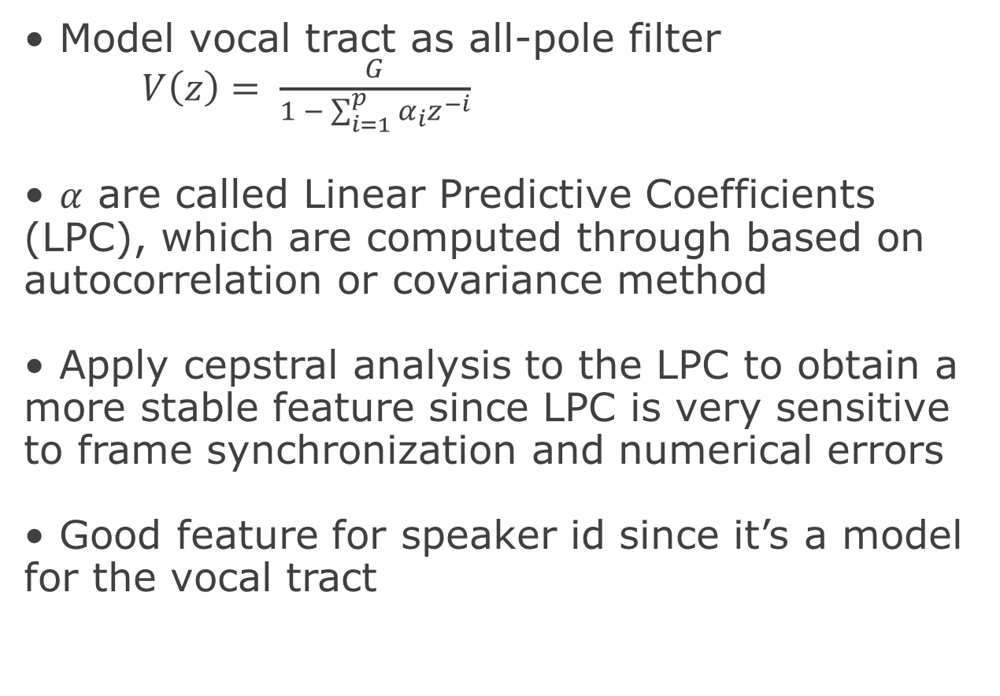 • Model vocal tract as all-pole filter
V(z) = \frac{G}{1 - \sum_{i=1}^{p} \alpha_i z^{-i}}
• α are called Linear Predictive Coefficients
(LPC), which are computed through based on
autocorrelation or covariance method
• Apply cepstral analysis to the LPC to obtain a
more stable feature since LPC is very sensitive
to frame synchronization and numerical errors
• Good feature for speaker id since it’s a model
for the vocal tract